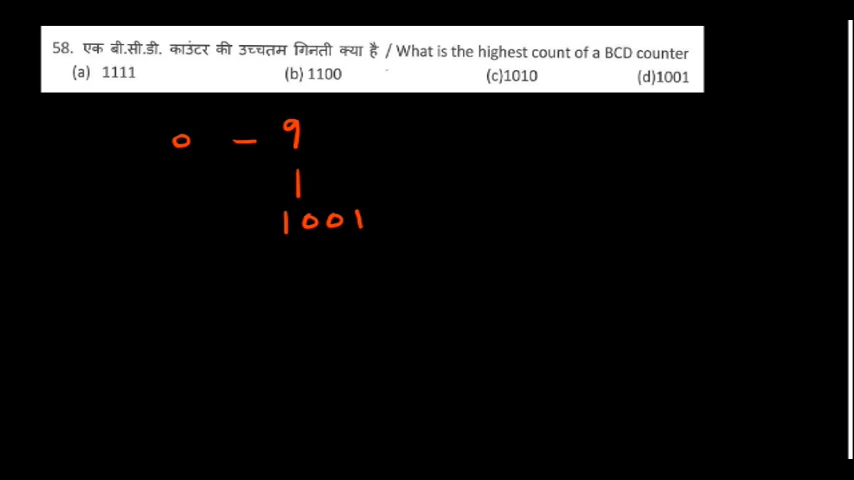 58. एक बी.सी.डी. काउंटर की उच्चतम गिनती क्या है / What is the highest count of a BCD counter
(a) 1111 (b) 1100 (c)1010 (d)1001
0 – 9
|
1001